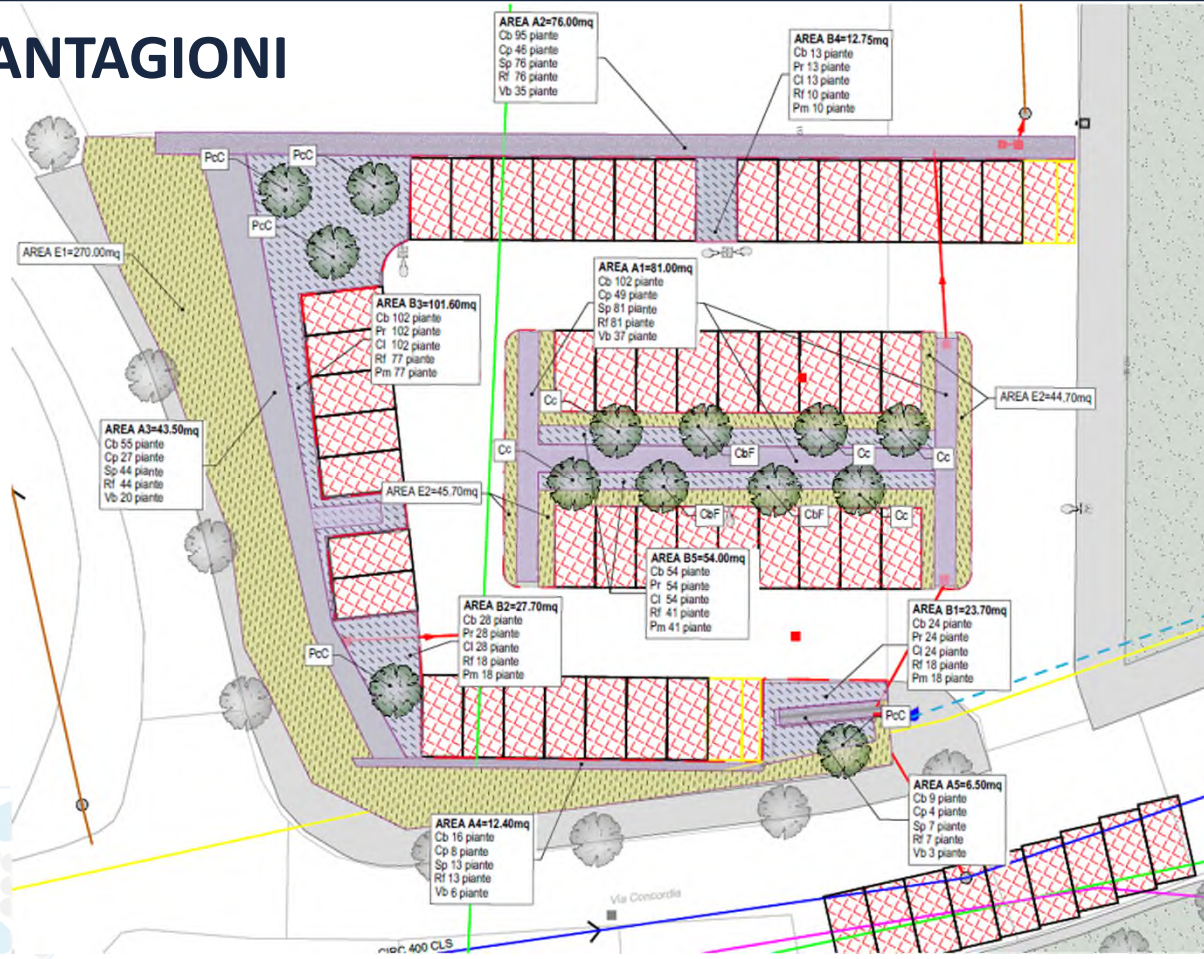 ANTAGIONI
AREA A2=76.00mq
Cb 95 piante
Cp 46 piante
Sp 76 piante
Rf 76 piante
Vb 35 piante
AREA B4=12.75mq
Cb 13 piante
Pr 13 piante
Cl 13 piante
Rf 10 piante
Pm 10 piante
PcC
PcC
PcC
AREA E1=270.00mq
AREA A1=81.00mq
Cb 102 piante
Cp 49 piante
Sp 81 piante
Rf 81 piante
Vb 37 piante
AREA B3=101.60mq
Cb 102 piante
Pr 102 piante
Cl 102 piante
Rf 77 piante
Pm 77 piante
AREA E2=44.70mq
Cc
AREA A3=43.50mq
Cb 55 piante
Cp 27 piante
Sp 44 piante
Rf 44 piante
Vb 20 piante
Cc
CbF
Cc
Cc
AREA E2=45.70mq
CbF
CbF
Cc
AREA B5=54.00mq
Cb 54 piante
Pr 54 piante
Cl 54 piante
Rf 41 piante
Pm 41 piante
AREA B2=27.70mq
Cb 28 piante
Pr 28 piante
Cl 28 piante
Rf 18 piante
Pm 18 piante
AREA B1=23.70mq
Cb 24 piante
Pr 24 piante
Cl 24 piante
Rf 18 piante
Pm 18 piante
PcC
PcC
AREA A5=6.50mq
Cb 9 piante
Cp 4 piante
Sp 7 piante
Rf 7 piante
Vb 3 piante
AREA A4=12.40mq
Cb 16 piante
Cp 8 piante
Sp 13 piante
Rf 13 piante
Vb 6 piante
Via Concordia
CIRC 400 CLS